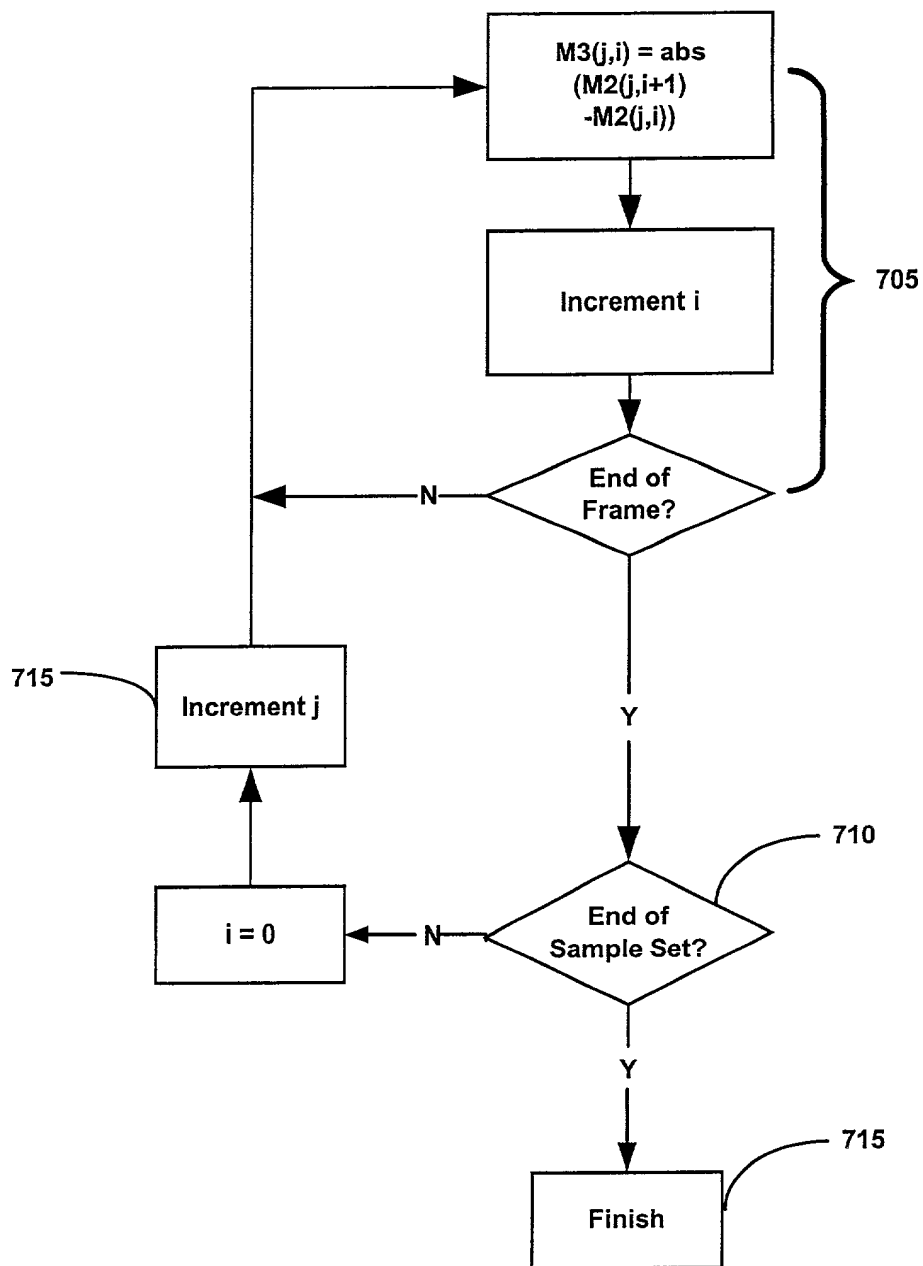 M3(j,i) = abs
(M2(j,i+1)
-M2(j,i))
Increment i
705
End of
Frame?
N
715
Increment j
Y
710
End of
Sample Set?
N
i = 0
Y
715
Finish